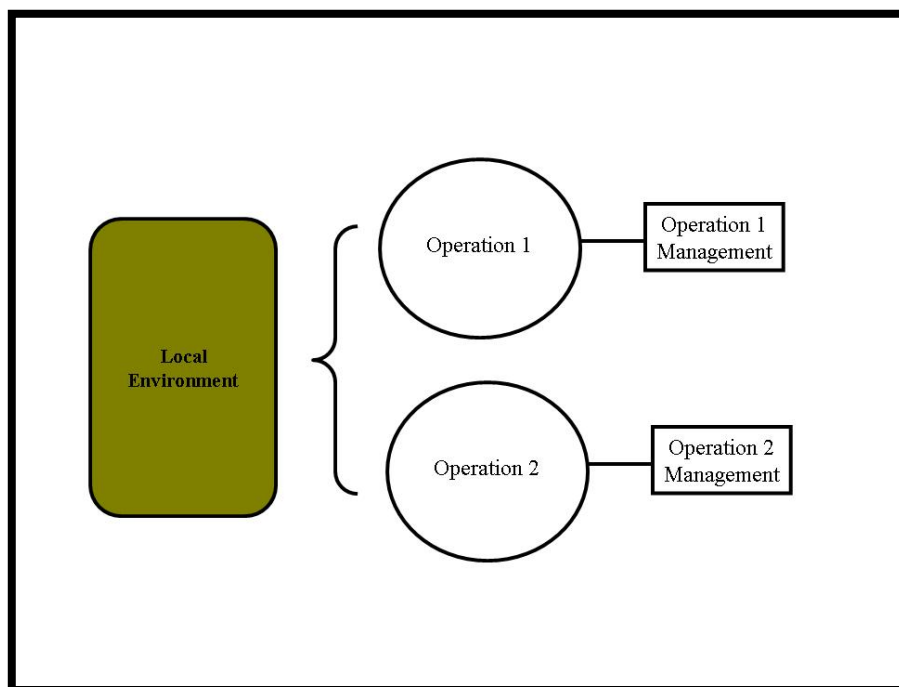 Local
Environment
Operation 1
Operation 1
Management
Operation 2
Operation 2
Management